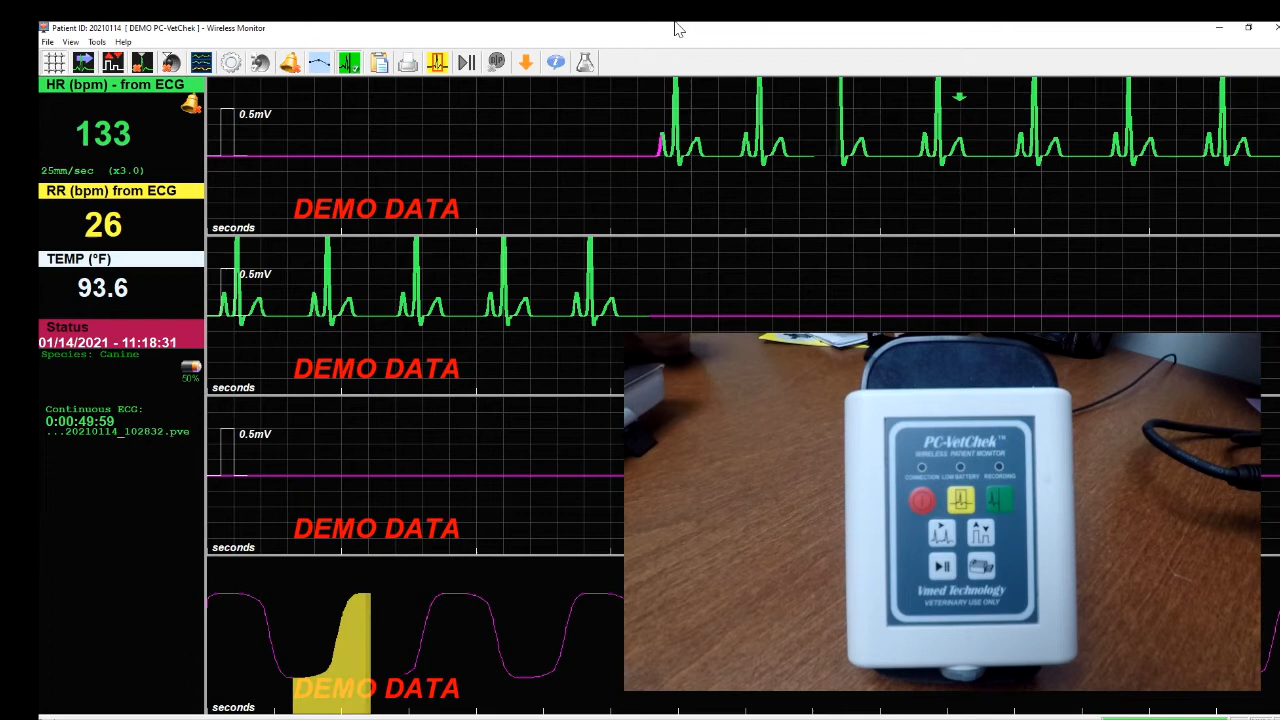 Patient ID: 20210114 [ DEMO PC-VetChek ] - Wireless Monitor
File View Tools Help
HR (bpm) - from ECG
133
25mm/sec (x3.0)
RR (bpm) from ECG
26
TEMP (°F)
93.6
Status
01/14/2021 - 11:18:31
Species: Canine
50%
Continuous ECG:
0:00:49:59
...20210114_102832.pve
0.5mV
DEMO DATA
seconds
0.5mV
DEMO DATA
seconds
0.5mV
DEMO DATA
seconds
DEMO DATA
seconds
PC-VetChek™
WIRELESS PATIENT MONITOR
CONNECTION LOW BATTERY RECORDING
Vmed Technology
VETERINARY USE ONLY